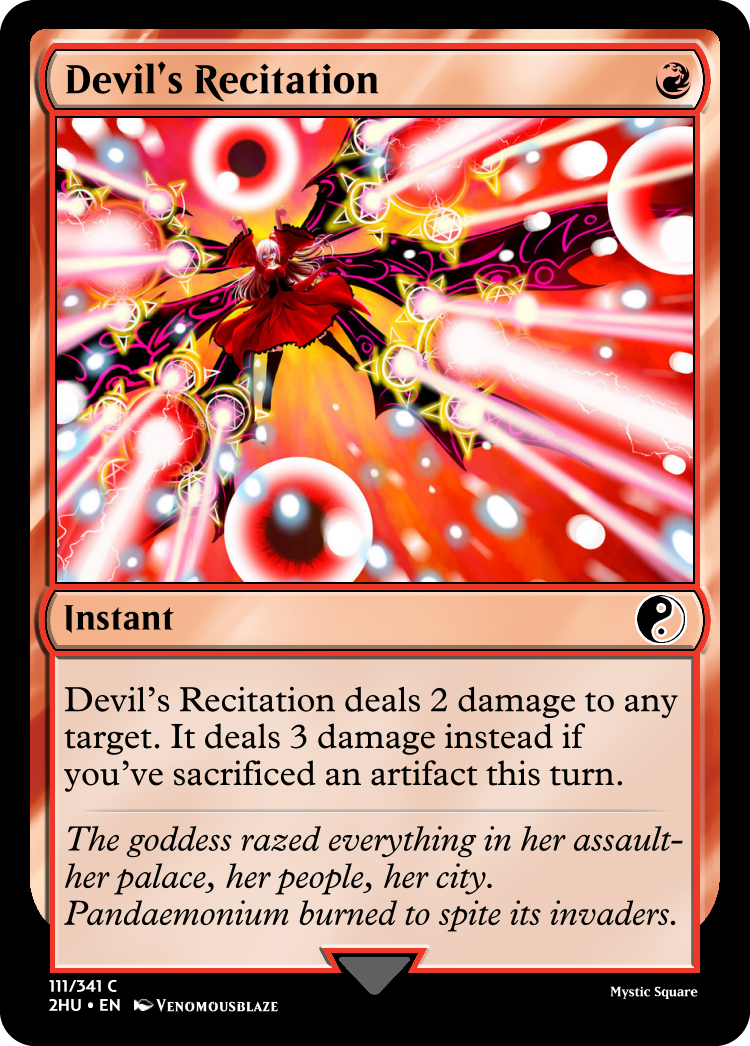 Devil's Recitation
Instant
Devil's Recitation deals 2 damage to any
target. It deals 3 damage instead if
you've sacrificed an artifact this turn.
The goddess razed everything in her assault-
her palace, her people, her city.
Pandaemonium burned to spite its invaders.
111/341 C
2HU • EN VENOMOUSBLAZE
Mystic Square